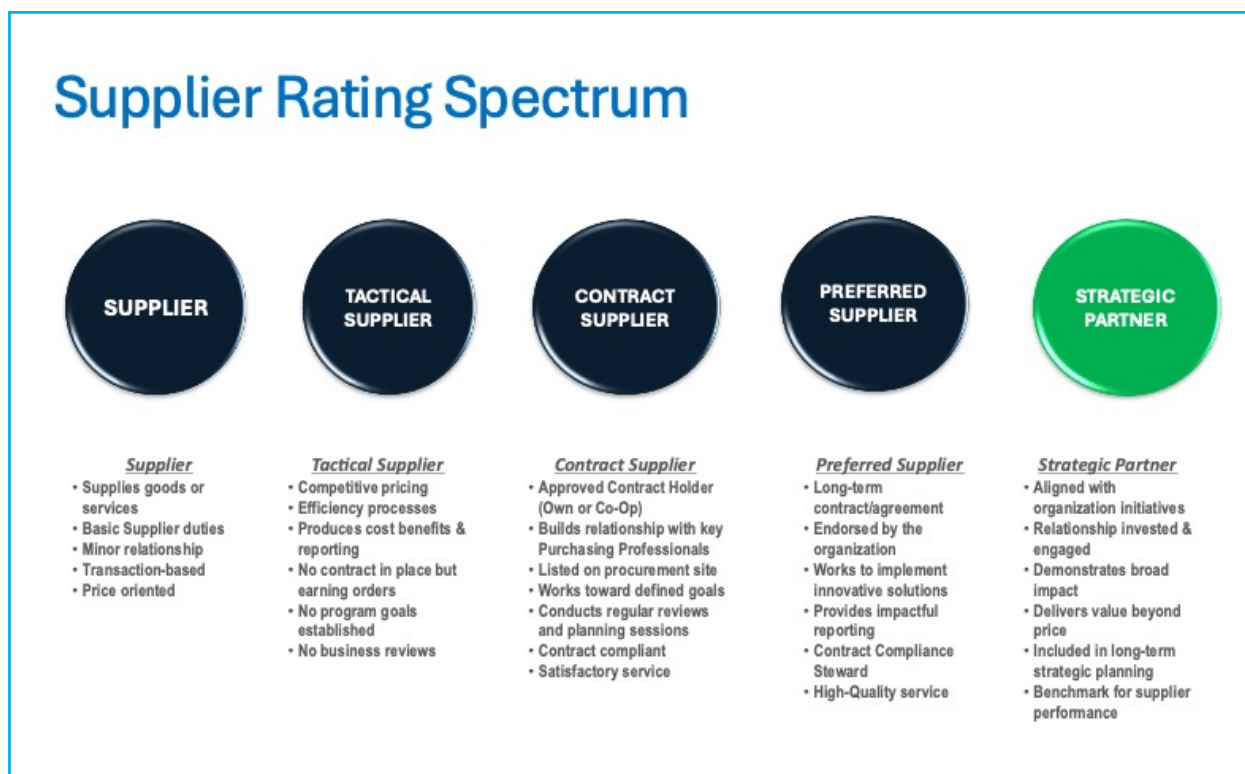 Supplier Rating Spectrum
SUPPLIER
TACTICAL
SUPPLIER
CONTRACT
SUPPLIER
PREFERRED
SUPPLIER
STRATEGIC
PARTNER
Supplier
• Supplies goods or
services
• Basic Supplier duties
• Minor relationship
• Transaction-based
• Price oriented
Tactical Supplier
• Competitive pricing
• Efficiency processes
• Produces cost benefits &
reporting
• No contract in place but
earning orders
• No program goals
established
• No business reviews
Contract Supplier
• Approved Contract Holder
(Own or Co-Op)
• Builds relationship with key
Purchasing Professionals
• Listed on procurement site
• Works toward defined goals
• Conducts regular reviews
and planning sessions
• Contract compliant
• Satisfactory service
Preferred Supplier
• Long-term
contract/agreement
• Endorsed by the
organization
• Works to implement
innovative solutions
• Provides impactful
reporting
• Contract Compliance
Steward
• High-Quality service
Strategic Partner
• Aligned with
organization initiatives
• Relationship invested &
engaged
• Demonstrates broad
impact
• Delivers value beyond
price
• Included in long-term
strategic planning
• Benchmark for supplier
performance